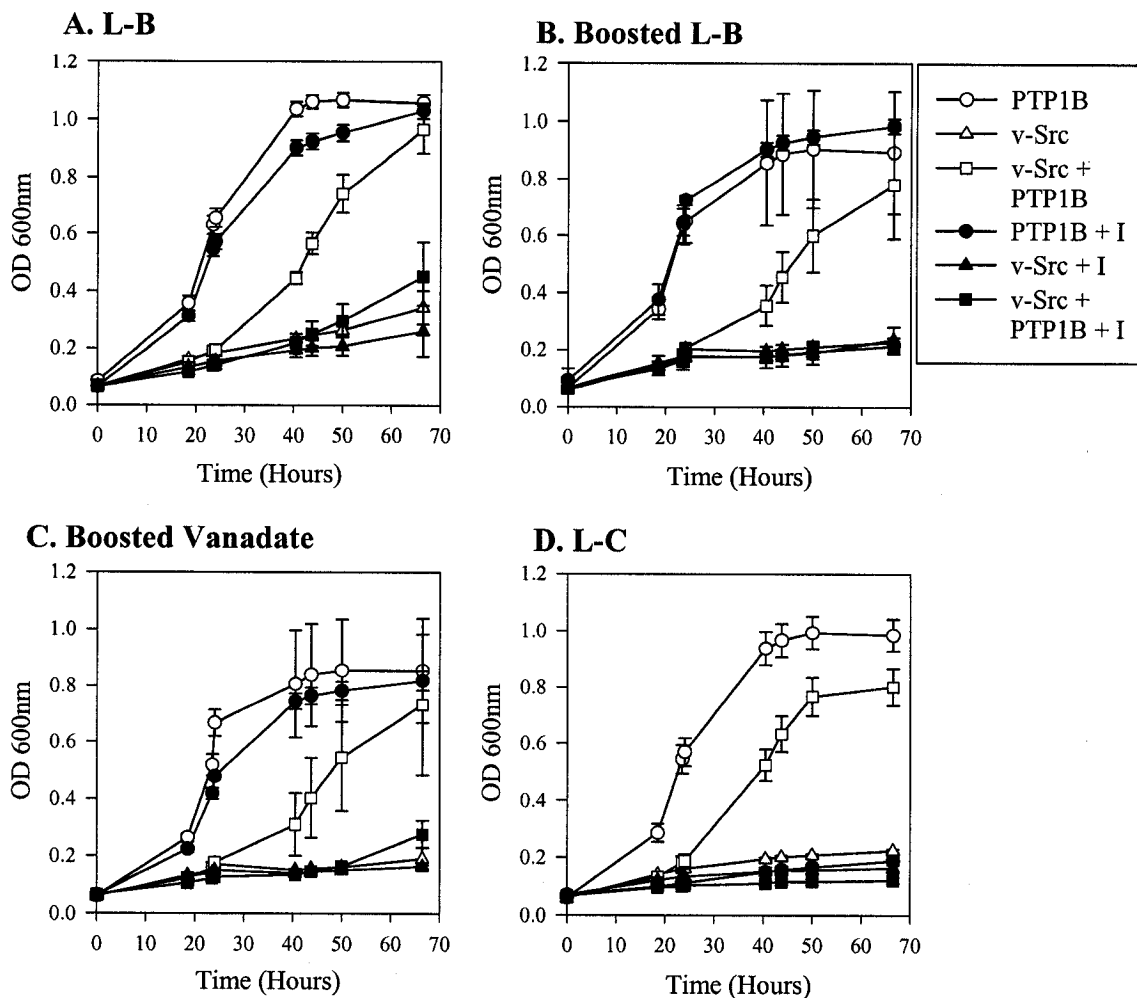 A. L-B
1.2
1.0
0.8
0.6
0.4
0.2
0.0
OD 600nm
0 10 20 30 40 50 60 70
Time (Hours)
B. Boosted L-B
1.2
1.0
0.8
0.6
0.4
0.2
0.0
OD 600nm
0 10 20 30 40 50 60 70
Time (Hours)
PTP1B
v-Src
v-Src +
PTP1B
PTP1B + I
v-Src + I
v-Src +
PTP1B + I
C. Boosted Vanadate
1.2
1.0
0.8
0.6
0.4
0.2
0.0
OD 600nm
0 10 20 30 40 50 60 70
Time (Hours)
D. L-C
1.2
1.0
0.8
0.6
0.4
0.2
0.0
OD 600nm
0 10 20 30 40 50 60 70
Time (Hours)